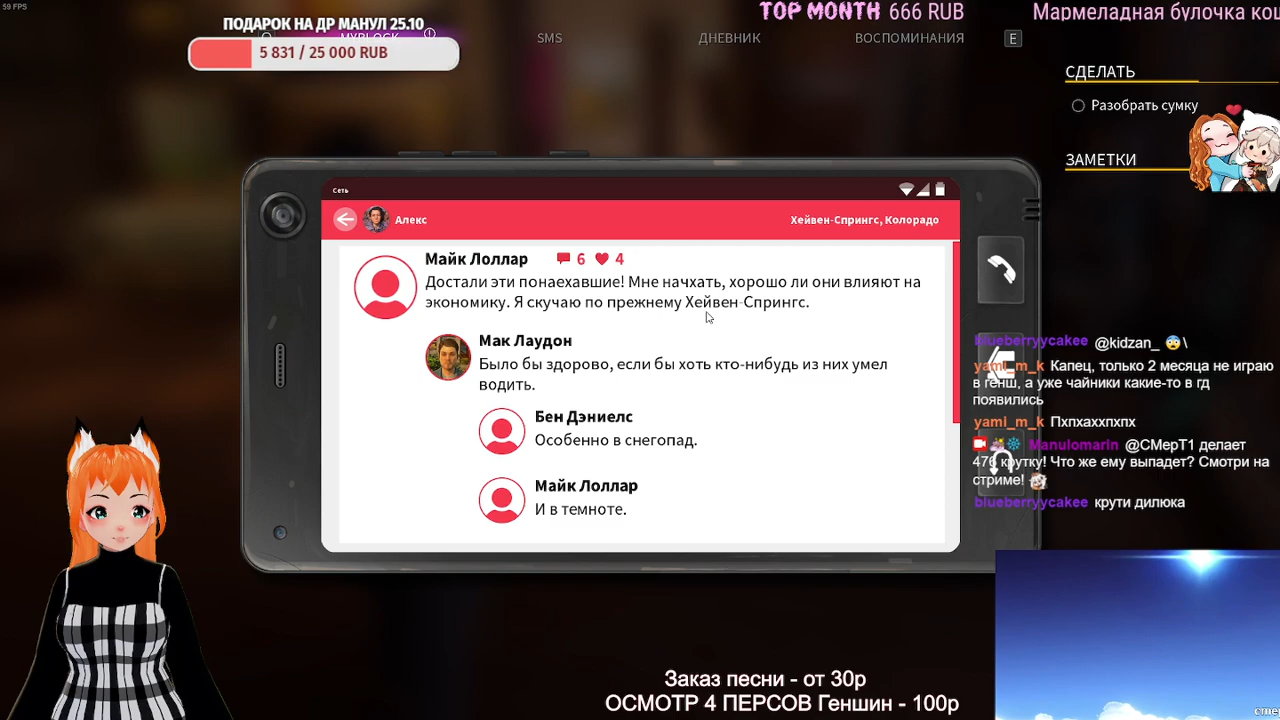 59 FPS
ПОДАРОК НА ДР МАНУЛ 25.10
5 831 / 25 000 RUB
MYBLOCK
SMS
ДНЕВНИК
ВОСПОМИНАНИЯ
E
TOP MONTH 666 RUB
Мармеладная булочка кош
СДЕЛАТЬ
Разобрать сумку
ЗАМЕТКИ
Сеть
Алекс
Хейвен-Спрингс, Колорадо
Майк Лоллар 6 4
Достали эти понаехавшие! Мне начхать, хорошо ли они влияют на
экономику. Я скучаю по прежнему Хейвен-Спрингс.
Мак Лаудон
Было бы здорово, если бы хоть кто-нибудь из них умел
водить.
Бен Дэниелс
Особенно в снегопад.
Майк Лоллар
И в темноте.
blueberryycakee @kidzan_ \
yami_m_k Капец, только 2 месяца не играю
в генш, а уже чайники какие-то в гд
появились
yami_m_k Пхпхаххпхпх
Manulomarin @СМерТ1 делает
476 крутку! Что же ему выпадет? Смотри на
стриме!
blueberryycakee крути дилюка
Заказ песни - от 30р
ОСМОТР 4 ПЕРСОВ Геншин - 100р